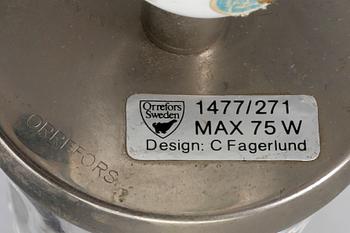 Orrefors
Sweden
1477/271
MAX 75 W
Design: C Fagerlund
ORREFORS